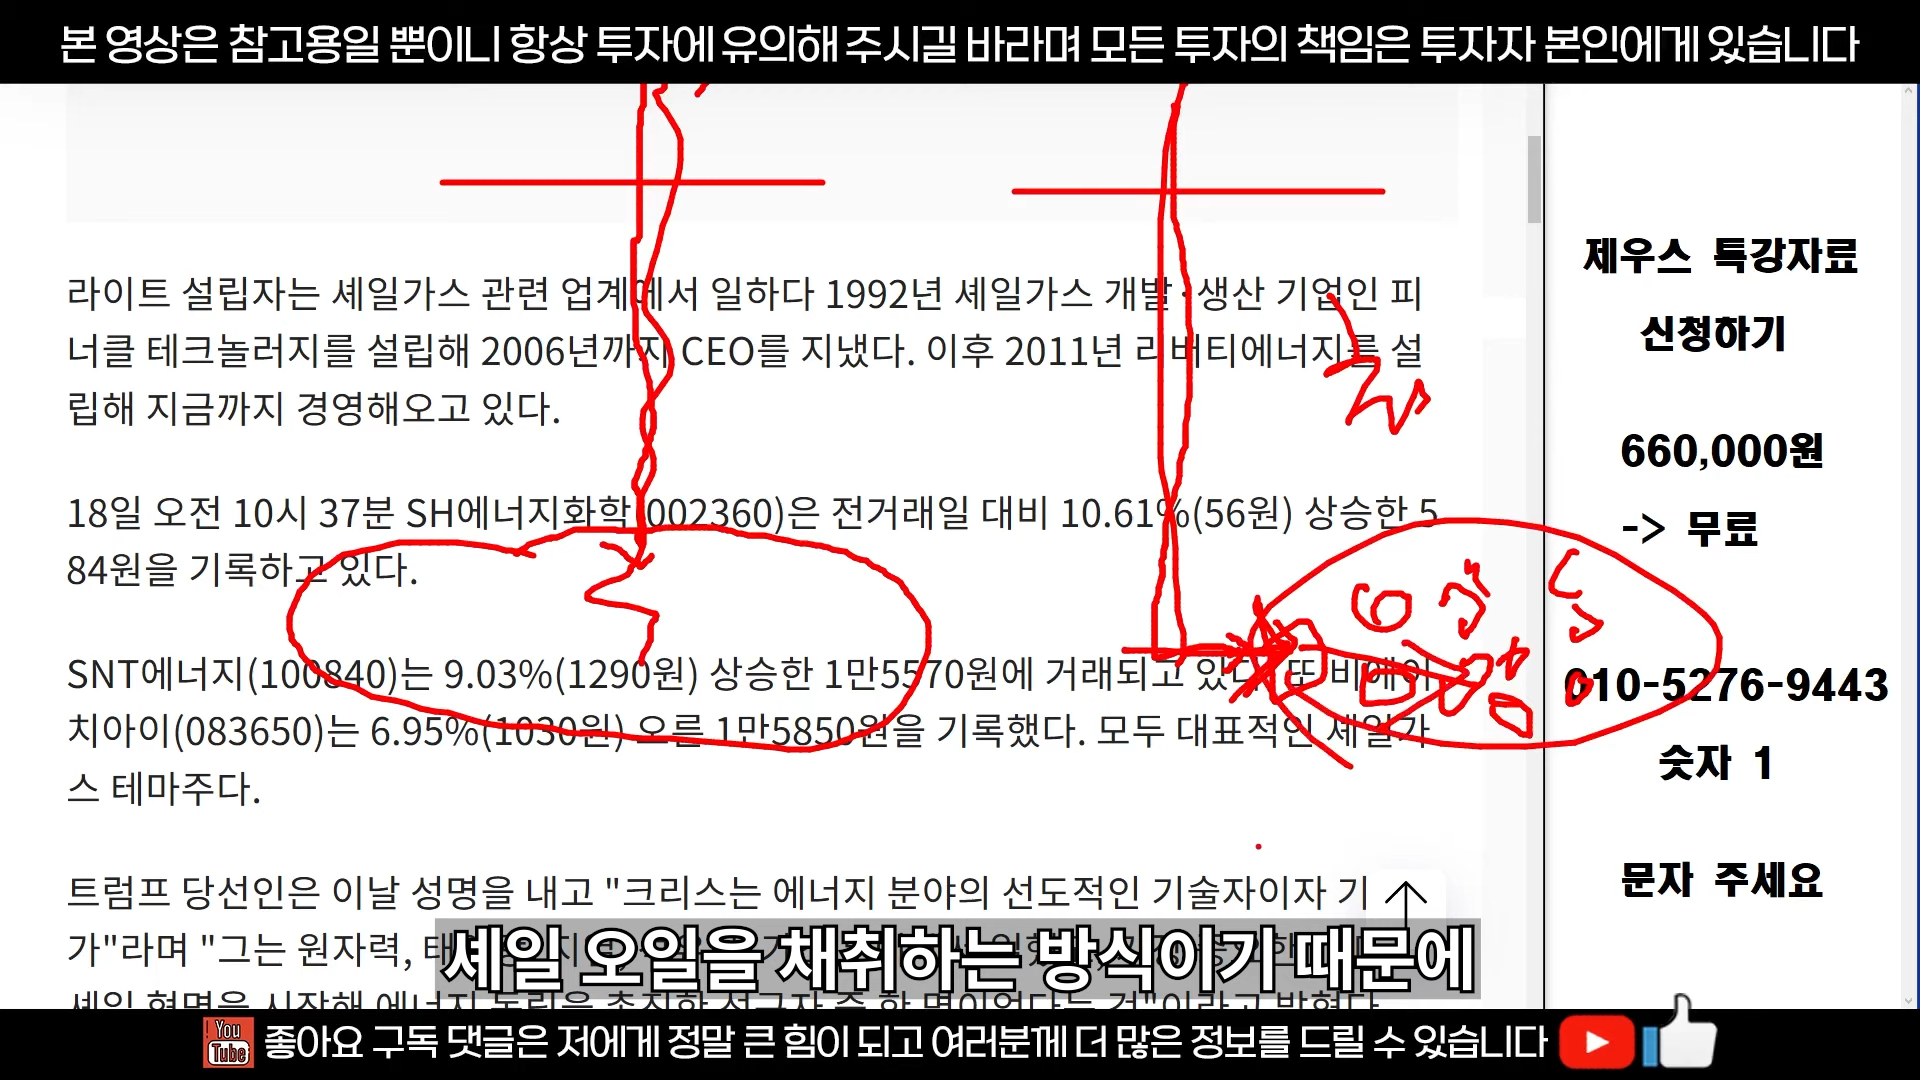 본 영상은 참고용일 뿐이니 항상 투자에 유의해 주시길 바라며 모든 투자의 책임은 투자자 본인에게 있습니다
라이트 설립자는 셰일가스 관련 업계에서 일하다 1992년 셰일가스 개발·생산 기업인 피
너클 테크놀러지를 설립해 2006년까지 CEO를 지냈다. 이후 2011년 리버티에너지를 설
립해 지금까지 경영해오고 있다.
18일 오전 10시 37분 SH에너지화학(002360)은 전거래일 대비 10.61%(56원) 상승한 5
84원을 기록하고 있다.
SNT에너지(100840)는 9.03%(1290원) 상승한 1만5570원에 거래되고 있다. 또 비에이
치아이(083650)는 6.95%(1030원) 오른 1만5850원을 기록했다. 모두 대표적인 셰일가
스 테마주다.
트럼프 당선인은 이날 성명을 내고 "크리스는 에너지 분야의 선도적인 기술자이자 기
가"라며 "그는 원자력,
셰일 오일을 채취하는 방식이기 때문에
제우스 특강자료
신청하기
660,000원
-> 무료
010-5276-9443
숫자 1
문자 주세요
You
Tube
좋아요 구독 댓글은 저에게 정말 큰 힘이 되고 여러분께 더 많은 정보를 드릴 수 있습니다